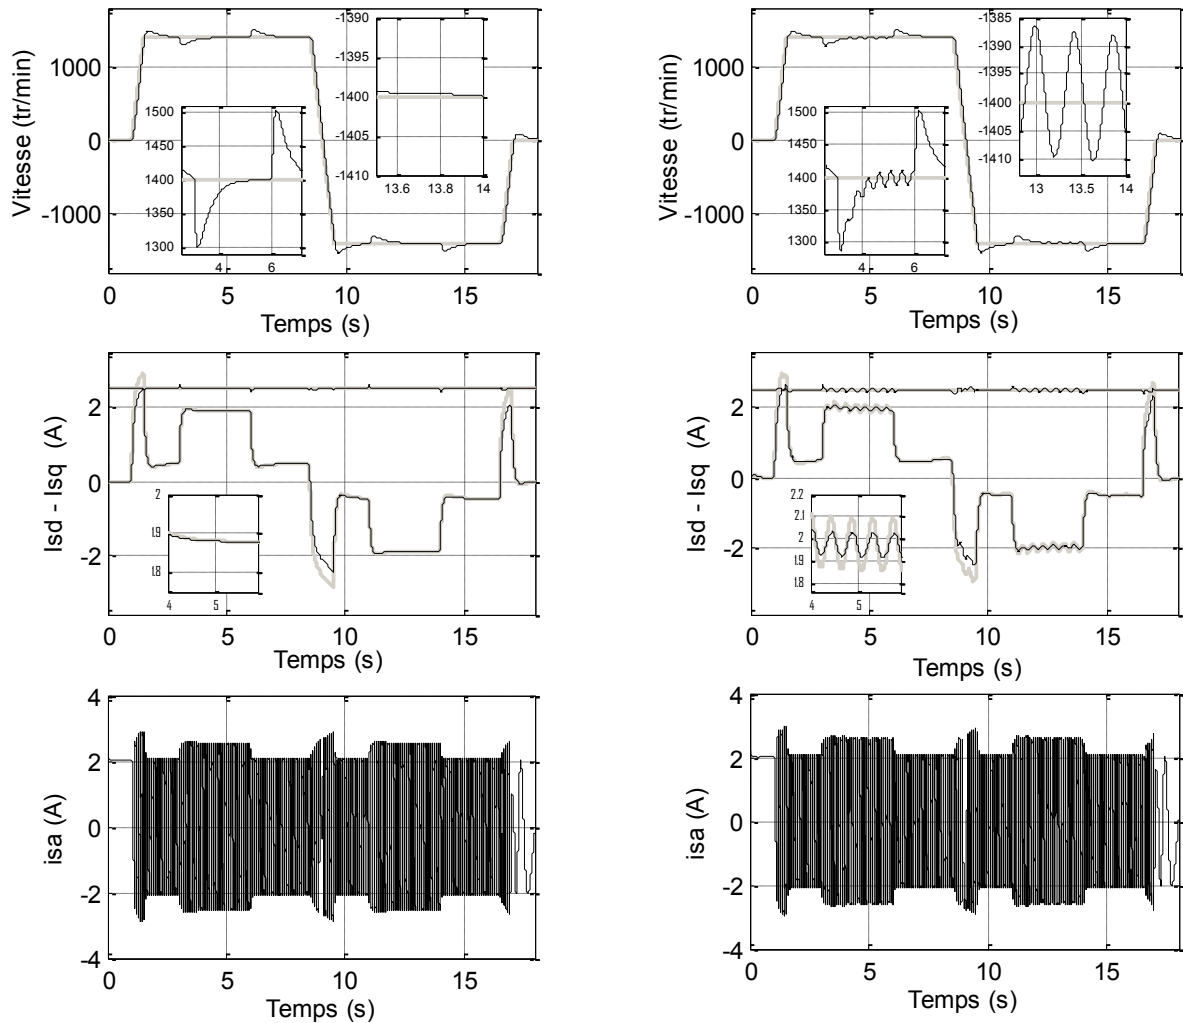 -1390
-1395
-1400
-1405
-1410
13.6 13.8 14
1000
0
-1000
Vitesse (tr/min)
1500
1450
1400
1350
1300
4 6
0 5 10 15
Temps (s)
-1385
-1390
-1395
-1400
-1405
-1410
13 13.5 14
1000
0
-1000
Vitesse (tr/min)
1500
1450
1400
1350
1300
4 6
0 5 10 15
Temps (s)
2
0
-2
Isd - Isq (A)
2
1.9
1.8
4 5
0 5 10 15
Temps (s)
2
0
-2
Isd - Isq (A)
2.2
2.1
2
1.9
1.8
4 5
0 5 10 15
Temps (s)
4
2
0
-2
-4
isa (A)
0 5 10 15
Temps (s)
4
2
0
-2
-4
isa (A)
0 5 10 15
Temps (s)